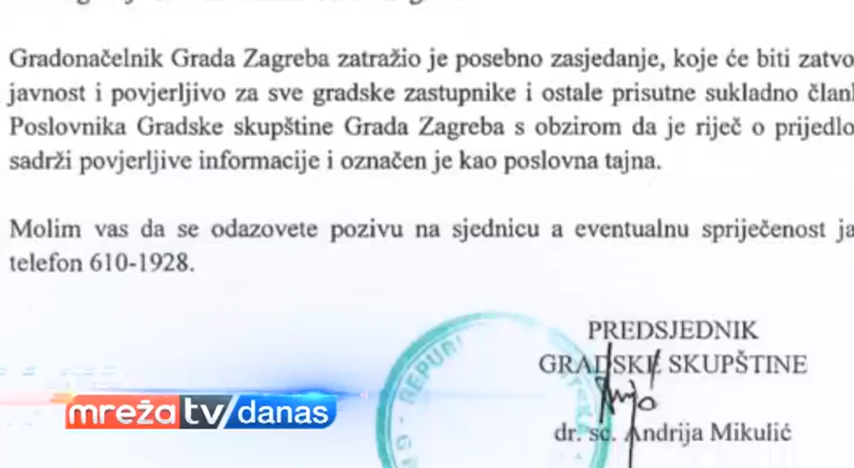 Gradonačelnik Grada Zagreba zatražio je posebno zasjedanje, koje će biti
javnost i povjerljivo za sve gradske zastupnike i ostale prisutne sukladno
Poslovnika Gradske skupštine Grada Zagreba s obzirom da je riječ o
sadrži povjerljive informacije i označen je kao poslovna tajna.
Molim vas da se odazovete pozivu na sjednicu a eventualnu spriječenost
telefon 610-1928.
PREDSJEDNIK
GRADSKE SKUPŠTINE
dr. sc. Andrija Mikulić
mreža tv/danas